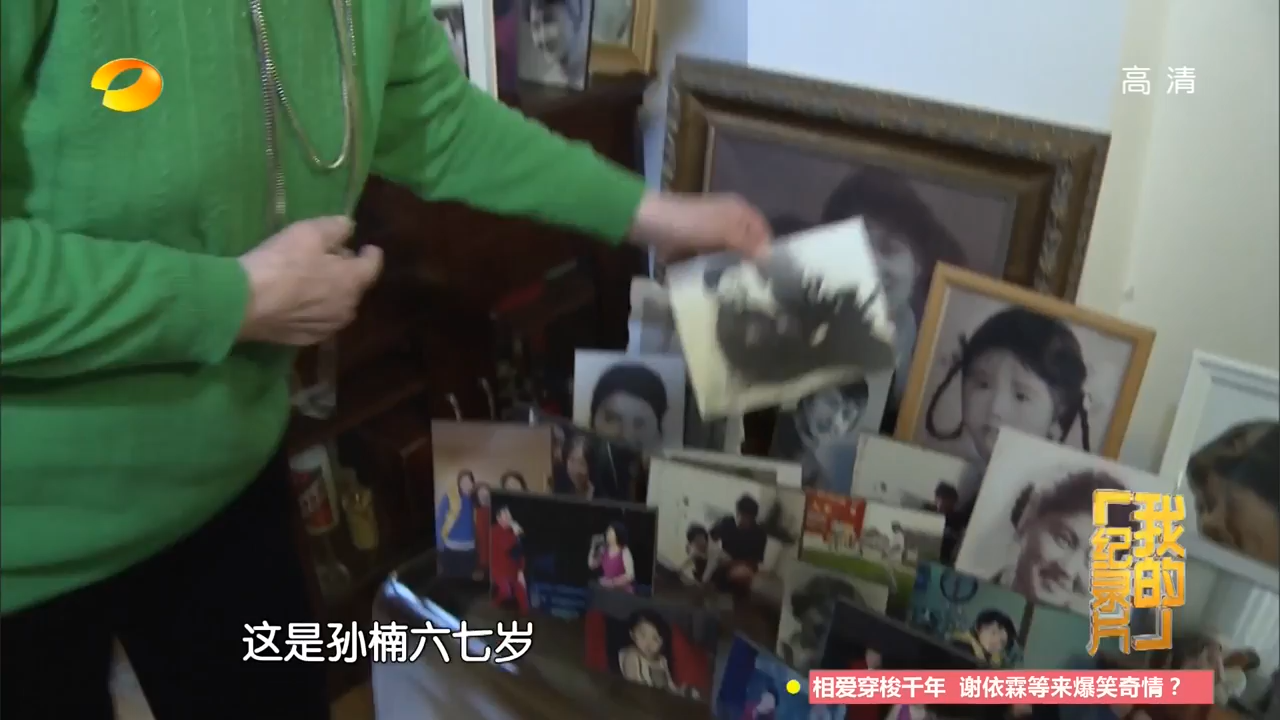 高清
我的
纪录片
这是孙楠六七岁
相爱穿梭千年 谢依霖等来爆笑奇情？